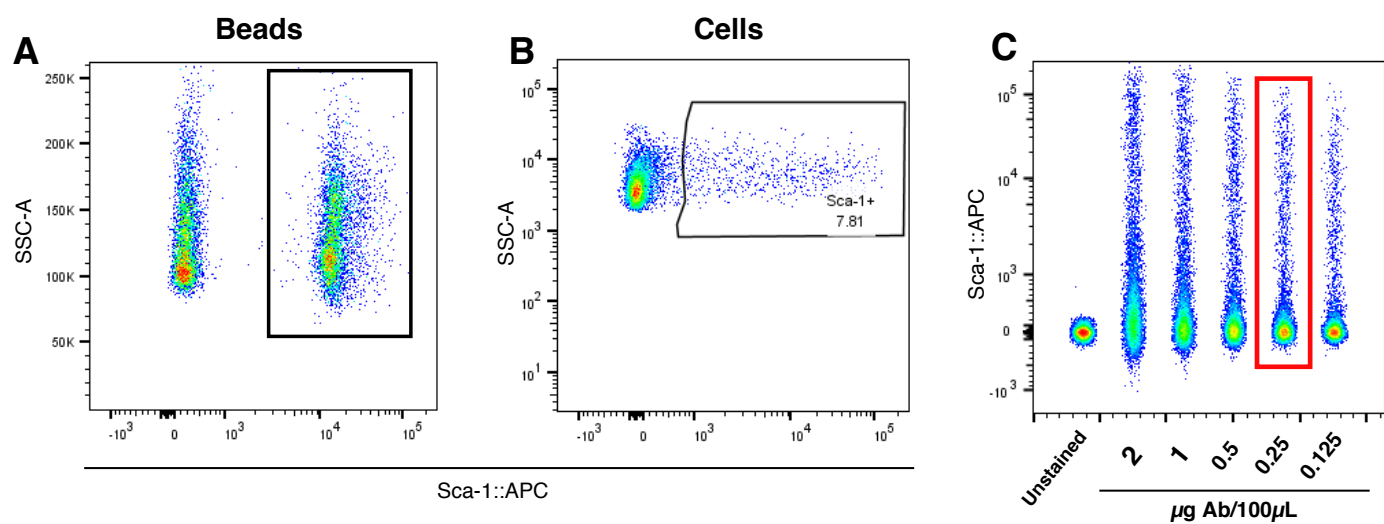 Beads
Cells
A
B
C
SSC-A
250K
200K
150K
100K
50K
0
-10³
0
10³
10⁴
10⁵
SSC-A
10⁵
10⁴
10³
10²
10¹
Sca-1+
7.81
-10³
0
10³
10⁴
10⁵
Sca-1::APC
Sca-1::APC
10⁵
10⁴
10³
0
-10³
Unstained
2
1
0.5
0.25
0.125
µg Ab/100µL